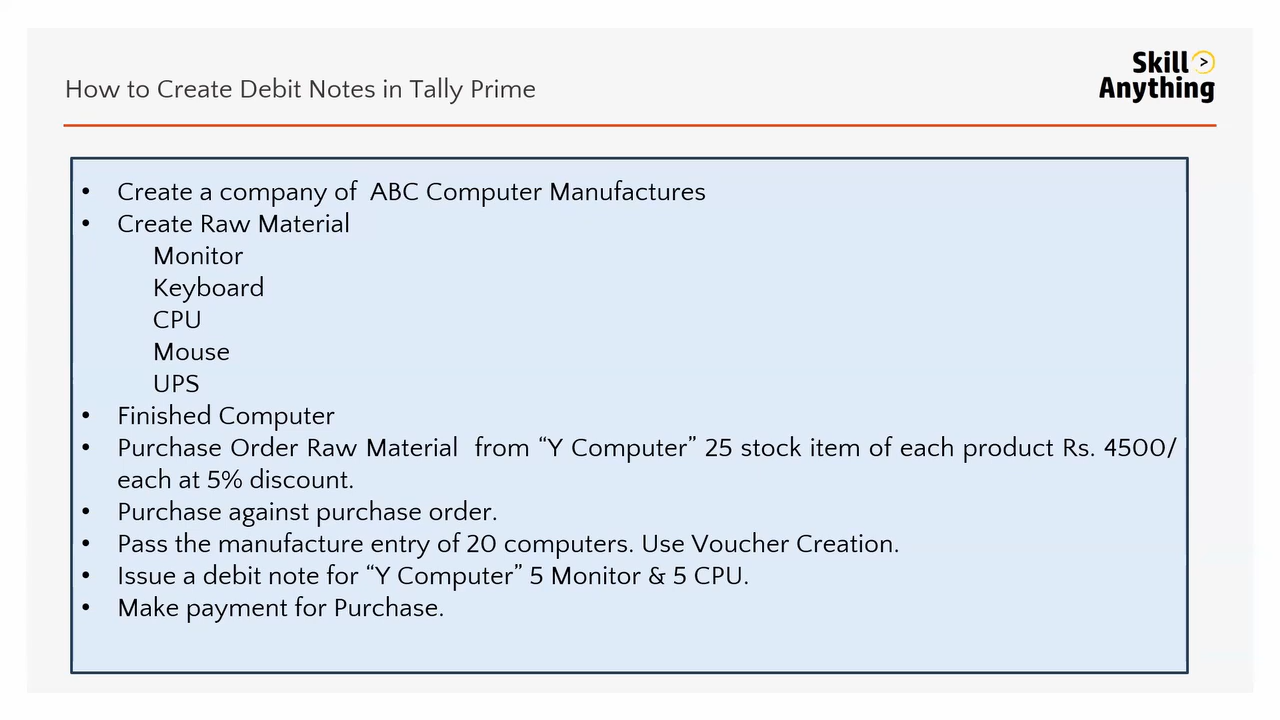 Skill >
Anything
How to Create Debit Notes in Tally Prime
• Create a company of ABC Computer Manufactures
• Create Raw Material
Monitor
Keyboard
CPU
Mouse
UPS
• Finished Computer
• Purchase Order Raw Material from “Y Computer” 25 stock item of each product Rs. 4500/
each at 5% discount.
• Purchase against purchase order.
• Pass the manufacture entry of 20 computers. Use Voucher Creation.
• Issue a debit note for “Y Computer” 5 Monitor & 5 CPU.
• Make payment for Purchase.